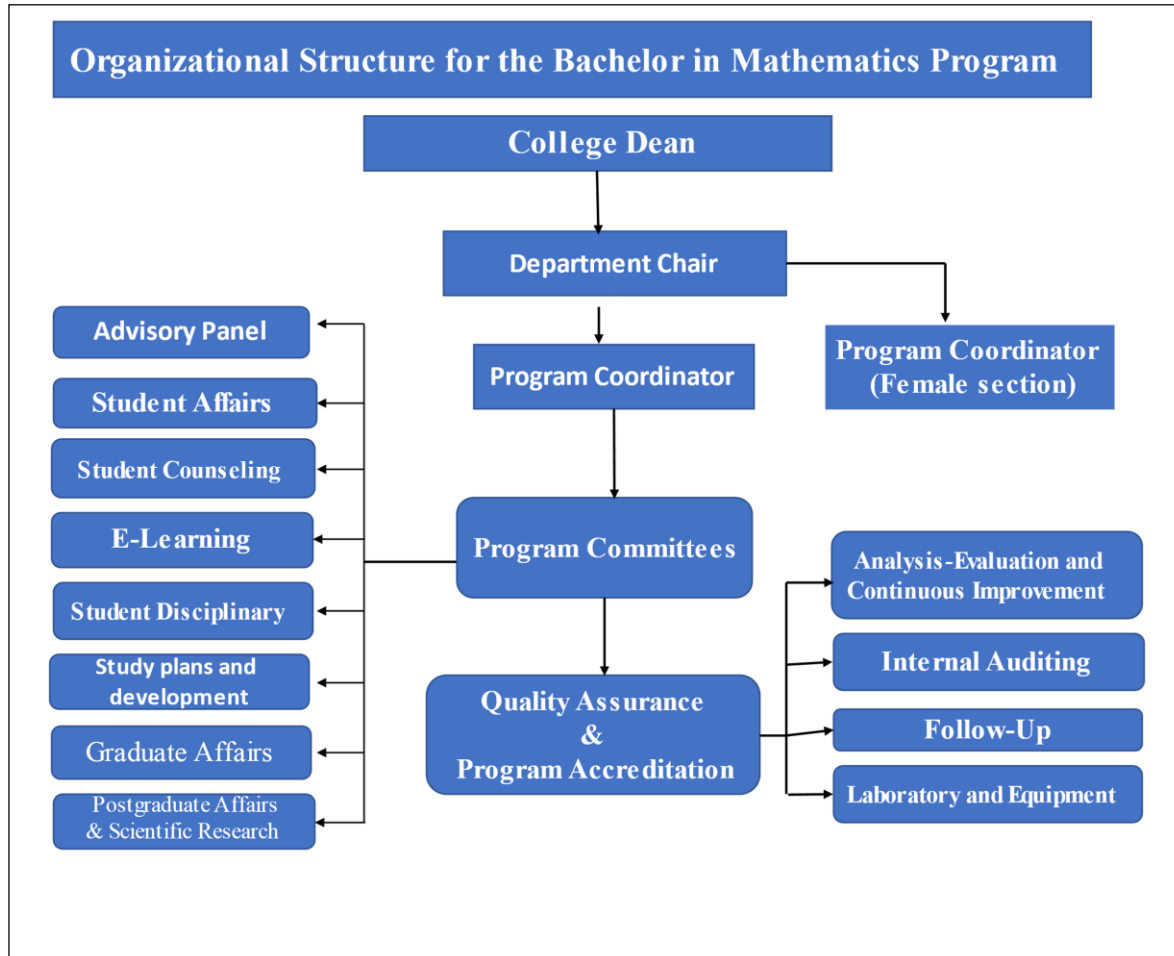 Organizational Structure for the Bachelor in Mathematics Program
College Dean
Department Chair
Program Coordinator
Program Coordinator
(Female section)
Advisory Panel
Student Affairs
Student Counseling
E-Learning
Student Disciplinary
Study plans and
development
Graduate Affairs
Postgraduate Affairs
& Scientific Research
Program Committees
Quality Assurance
&
Program Accreditation
Analysis-Evaluation and
Continuous Improvement
Internal Auditing
Follow-Up
Laboratory and Equipment